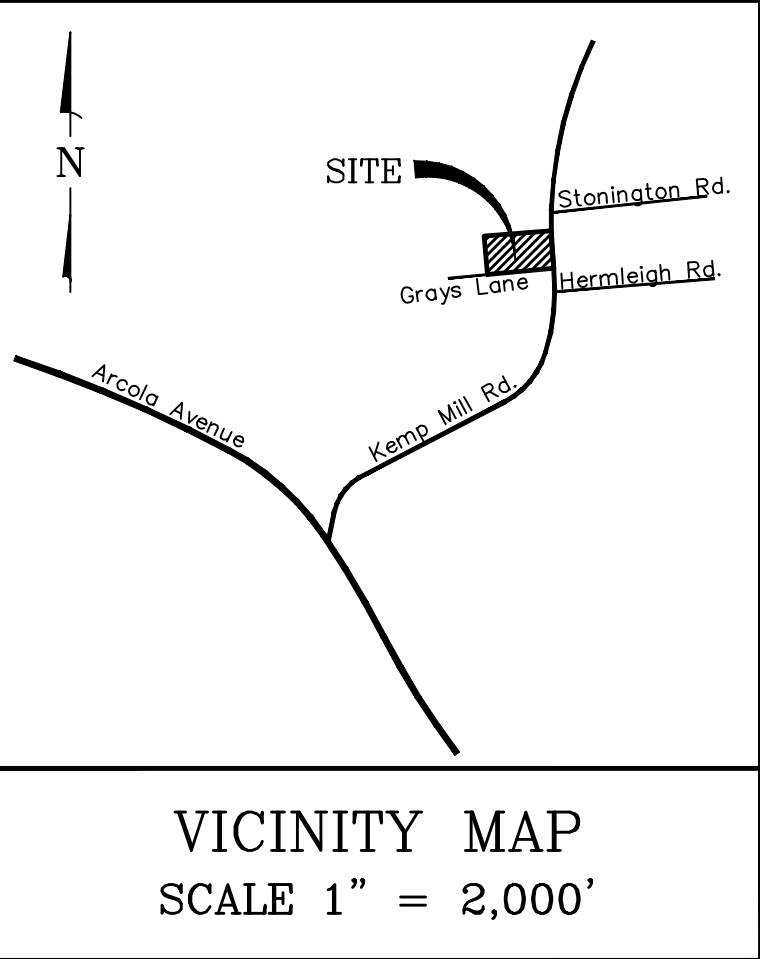 N
SITE
Stonington Rd.
Hermleigh Rd.
Grays Lane
Arcola Avenue
Kemp Mill Rd.
VICINITY MAP
SCALE 1" = 2,000'